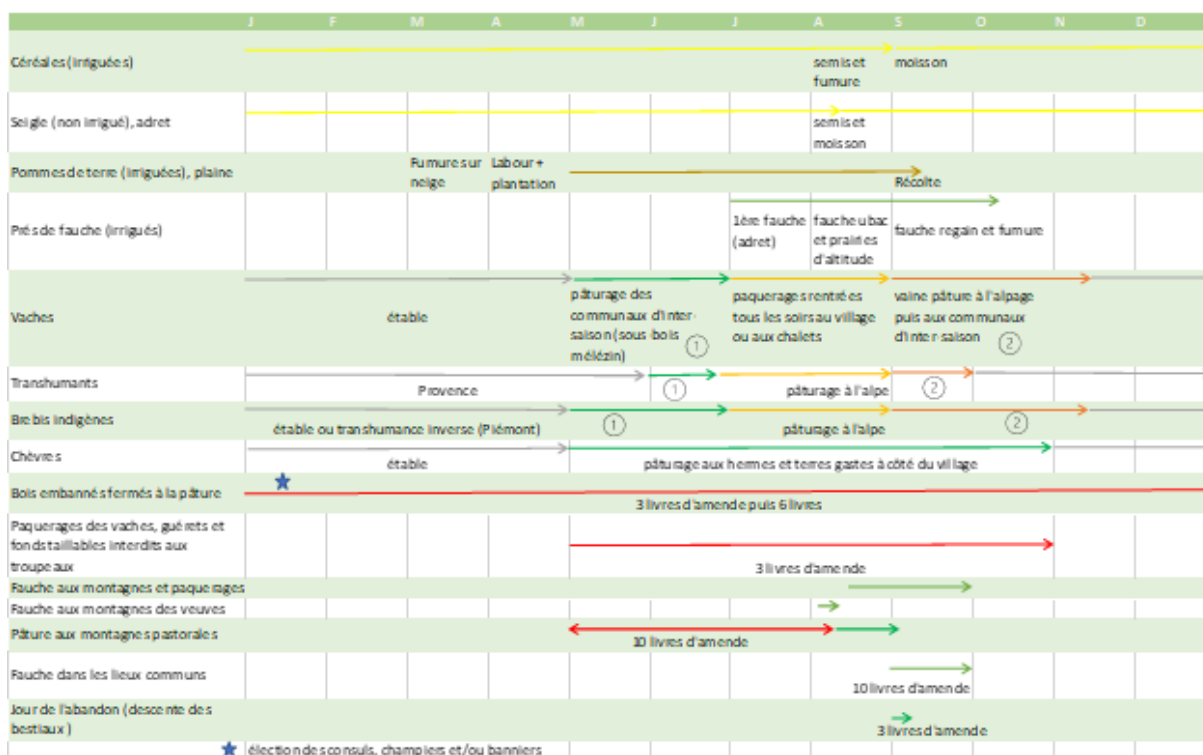 J F M A M J J A S O N D
Céréales (irriguées)
semis et
fumure
moisson
Seigle (non irrigué), adret
semis et
moisson
Pommes de terre (irriguées), plaine
Fumure sur
neige
Labour +
plantation
Récolte
Prés de fauche (irrigués)
1ère fauche
(adret)
fauche ubac
et prairies
d'altitude
fauche regain et fumure
Vaches
étable
pâturage des
communaux d'inter-
saison (sous-bois
mélézin)
1
paquerages rentrées
tous les soirs au village
ou aux chalets
vaine pâture à l'alpage
puis aux communaux
d'inter-saison
2
Transhumants
Provence
1
pâturage à l'alpe
2
Brebis indigènes
étable ou transhumance inverse (Piémont)
1
pâturage à l'alpe
2
Chèvres
étable
pâturage aux hermes et terres gastes à côté du village
Bois embannés fermés à la pâture
3 livres d'amende puis 6 livres
Paquerages des vaches, guérets et
fonds taillables interdits aux
troupeaux
3 livres d'amende
Fauche aux montagnes et paquerages
Fauche aux montagnes des veuves
Pâture aux montagnes pastorales
10 livres d'amende
Fauche dans les lieux communs
10 livres d'amende
Jour de l'abandon (descente des
bestiaux)
3 livres d'amende
élection des consuls, champiers et/ou banniers